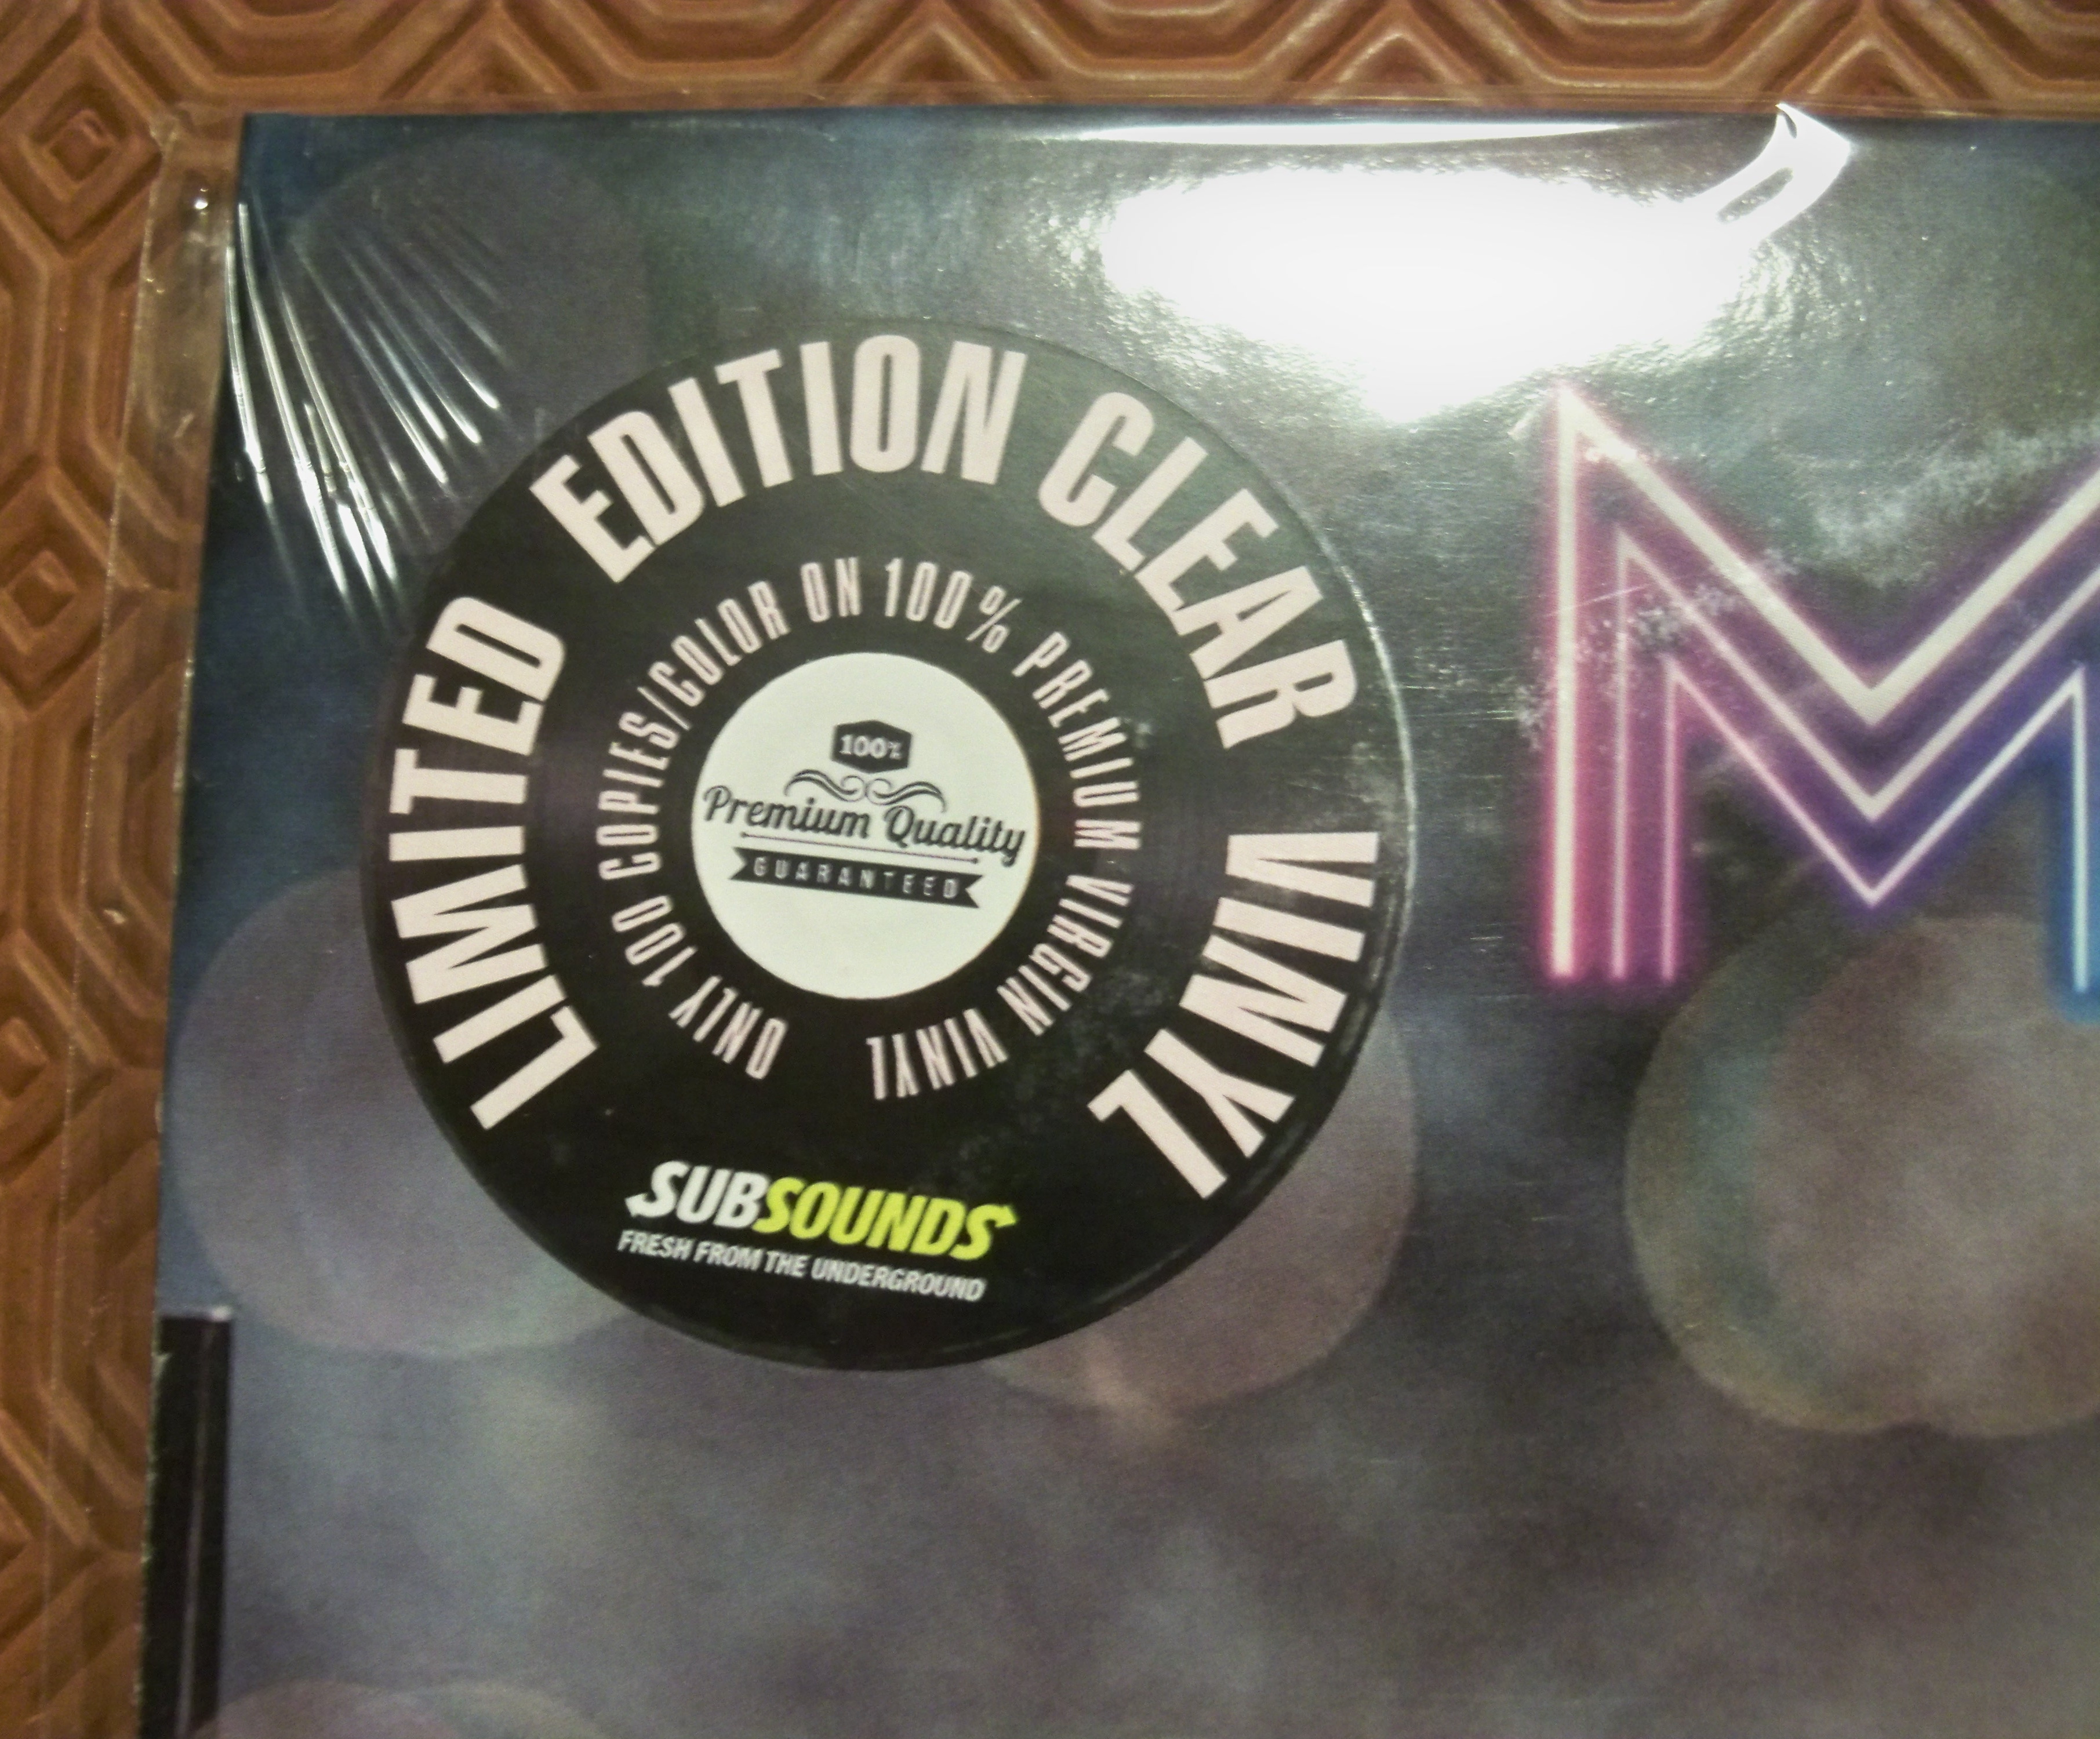 LIMITED EDITION CLEAR VINYL
ONLY 100 COPIES/COLOR ON 100% PREMIUM VIRGIN VINYL
100%
Premium Quality
GUARANTEED
SUBSOUNDS
FRESH FROM THE UNDERGROUND
M